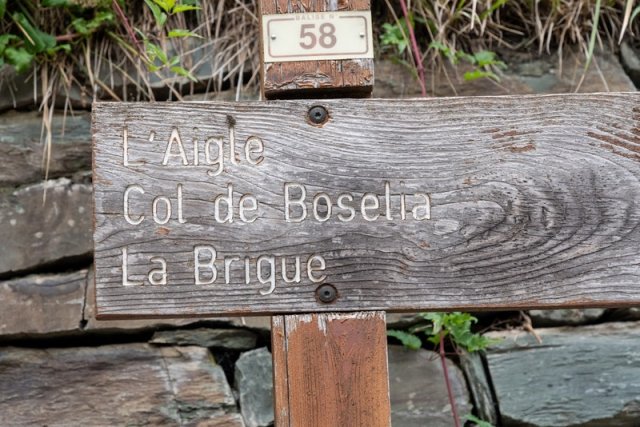 BALISE N°
58
L'Aigle
Col de Boselia
La Brigue